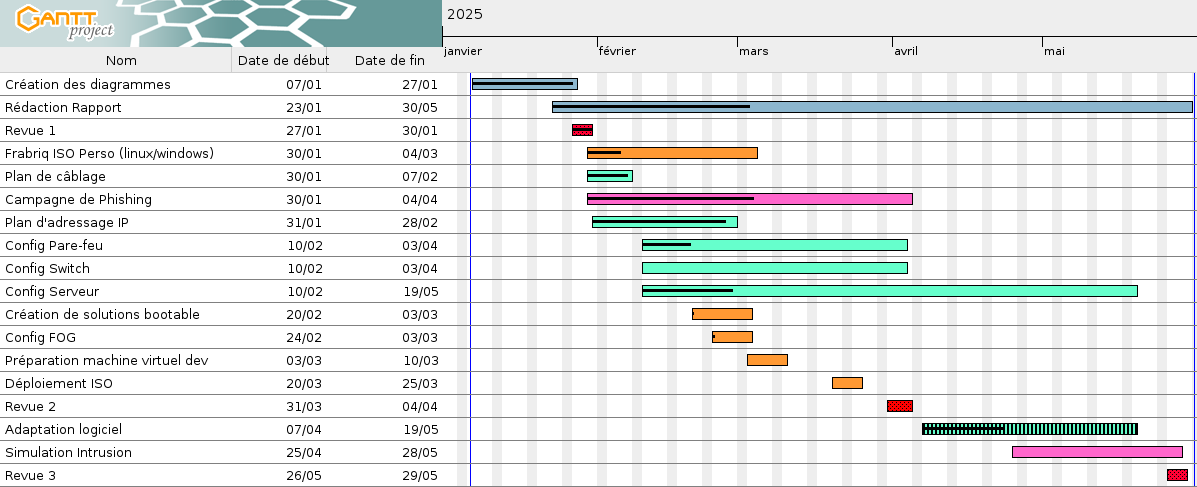 GANTT
project
2025
janvier février mars avril mai
Nom Date de début Date de fin
Création des diagrammes 07/01 27/01
Rédaction Rapport 23/01 30/05
Revue 1 27/01 30/01
Frabriq ISO Perso (linux/windows) 30/01 04/03
Plan de câblage 30/01 07/02
Campagne de Phishing 30/01 04/04
Plan d'adressage IP 31/01 28/02
Config Pare-feu 10/02 03/04
Config Switch 10/02 03/04
Config Serveur 10/02 19/05
Création de solutions bootable 20/02 03/03
Config FOG 24/02 03/03
Préparation machine virtuel dev 03/03 10/03
Déploiement ISO 20/03 25/03
Revue 2 31/03 04/04
Adaptation logiciel 07/04 19/05
Simulation Intrusion 25/04 28/05
Revue 3 26/05 29/05